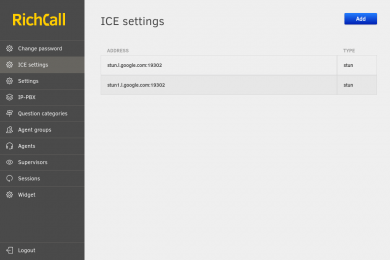 RichCall
Change password
ICE settings
Settings
IP-PBX
Question categories
Agent groups
Agents
Supervisors
Sessions
Widget
Logout
ICE settings
Add
ADDRESS TYPE
stun.l.google.com:19302 stun
stun1.l.google.com:19302 stun